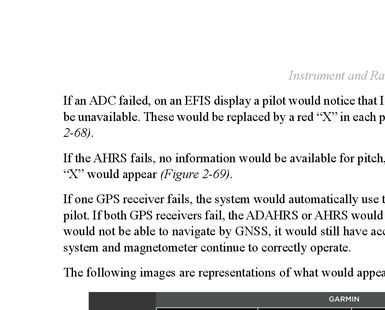 Instrument and Ra
If an ADC failed, on an EFIS display a pilot would notice that
be unavailable. These would be replaced by a red “X” in each
2-68).
If the AHRS fails, no information would be available for pitch,
“X” would appear (Figure 2-69).
If one GPS receiver fails, the system would automatically use
pilot. If both GPS receivers fail, the ADAHRS or AHRS would
would not be able to navigate by GNSS, it would still have
system and magnetometer continue to correctly operate.
The following images are representations of what would
GARMIN